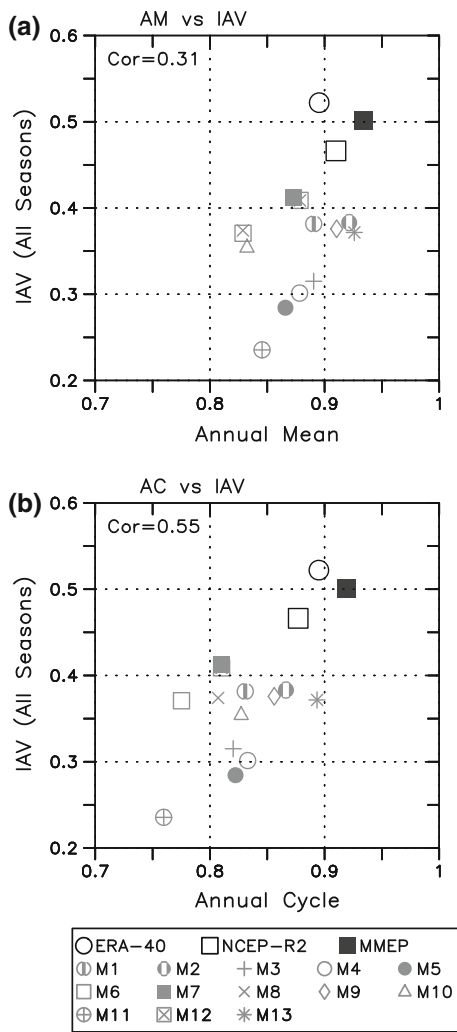 (a) AM vs IAV
0.6
Cor=0.31
0.5
0.4
0.3
0.2
IAV (All Seasons)
0.7 0.8 0.9 1
Annual Mean
(b) AC vs IAV
0.6
Cor=0.55
0.5
0.4
0.3
0.2
IAV (All Seasons)
0.7 0.8 0.9 1
Annual Cycle
ERA-40 NCEP-R2 MMEP
M1 M2 M3 M4 M5
M6 M7 M8 M9 M10
M11 M12 M13